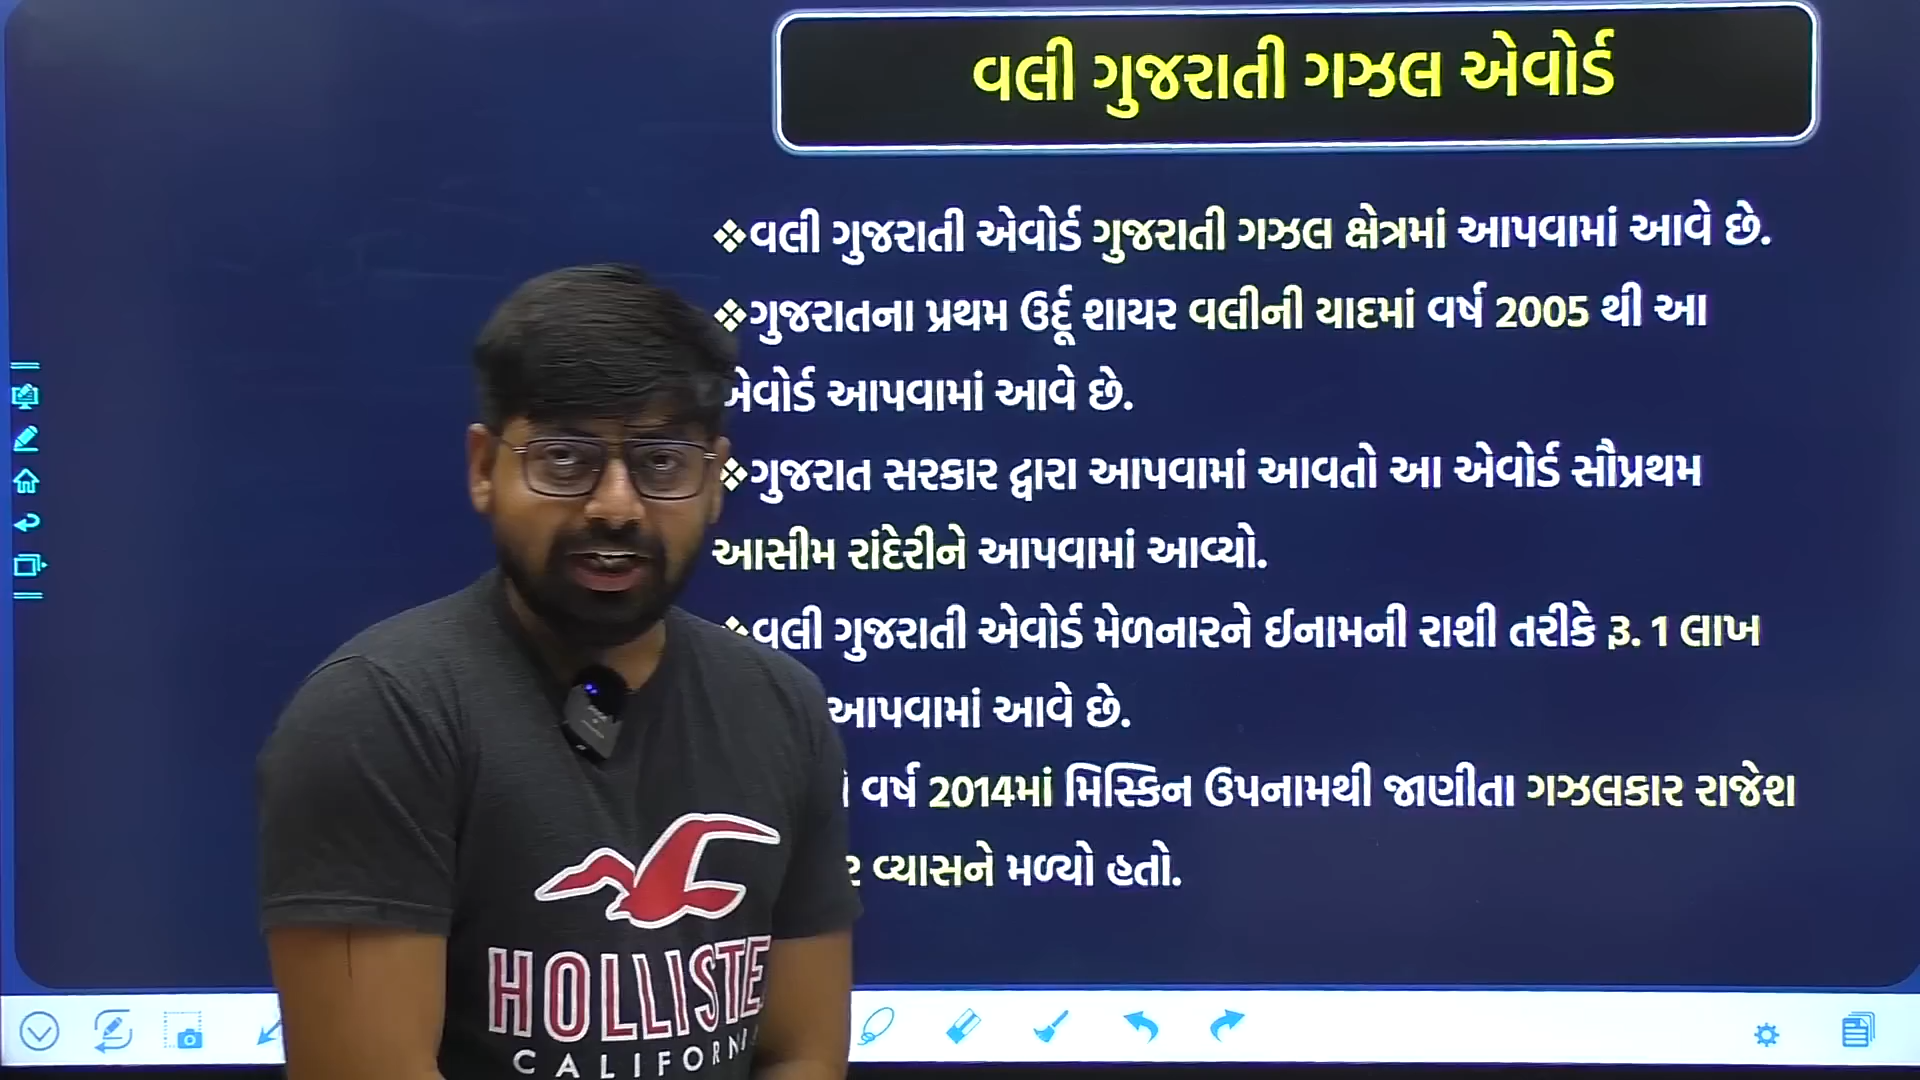 વલી ગુજરાતી ગઝલ એવોર્ડ
❖વલી ગુજરાતી એવોર્ડ ગુજરાતી ગઝલ ક્ષેત્રમાં આપવામાં આવે છે.
❖ગુજરાતના પ્રથમ ઉર્દૂ શાયર વલીની યાદમાં વર્ષ 2005 થી આ
એવોર્ડ આપવામાં આવે છે.
❖ગુજરાત સરકાર દ્વારા આપવામાં આવતો આ એવોર્ડ સૌપ્રથમ
આસીમ રાંદેરીને આપવામાં આવ્યો.
❖વલી ગુજરાતી એવોર્ડ મેળનારને ઈનામની રાશી તરીકે રૂ. 1 લાખ
આપવામાં આવે છે.
વર્ષ 2014માં મિસ્કિન ઉપનામથી જાણીતા ગઝલકાર રાજેશ
વ્યાસને મળ્યો હતો.
HOLLISTE
CALIFORNI